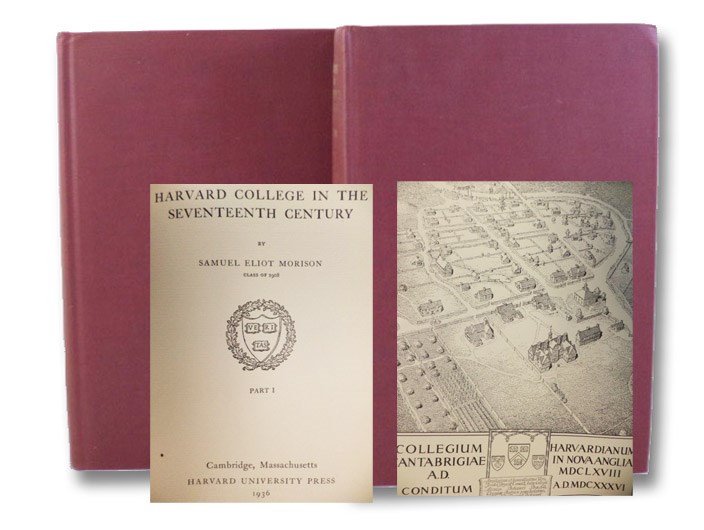 HARVARD COLLEGE IN THE
SEVENTEENTH CENTURY
BY
SAMUEL ELIOT MORISON
CLASS OF 1908
VE RI
TAS
PART I
Cambridge, Massachusetts
HARVARD UNIVERSITY PRESS
1936
COLLEGIUM HARVARDIANUM
CANTABRIGIAE IN NOVA ANGLIA
A.D. MDCLXVIII
CONDITUM A.D. MDCXXXVI